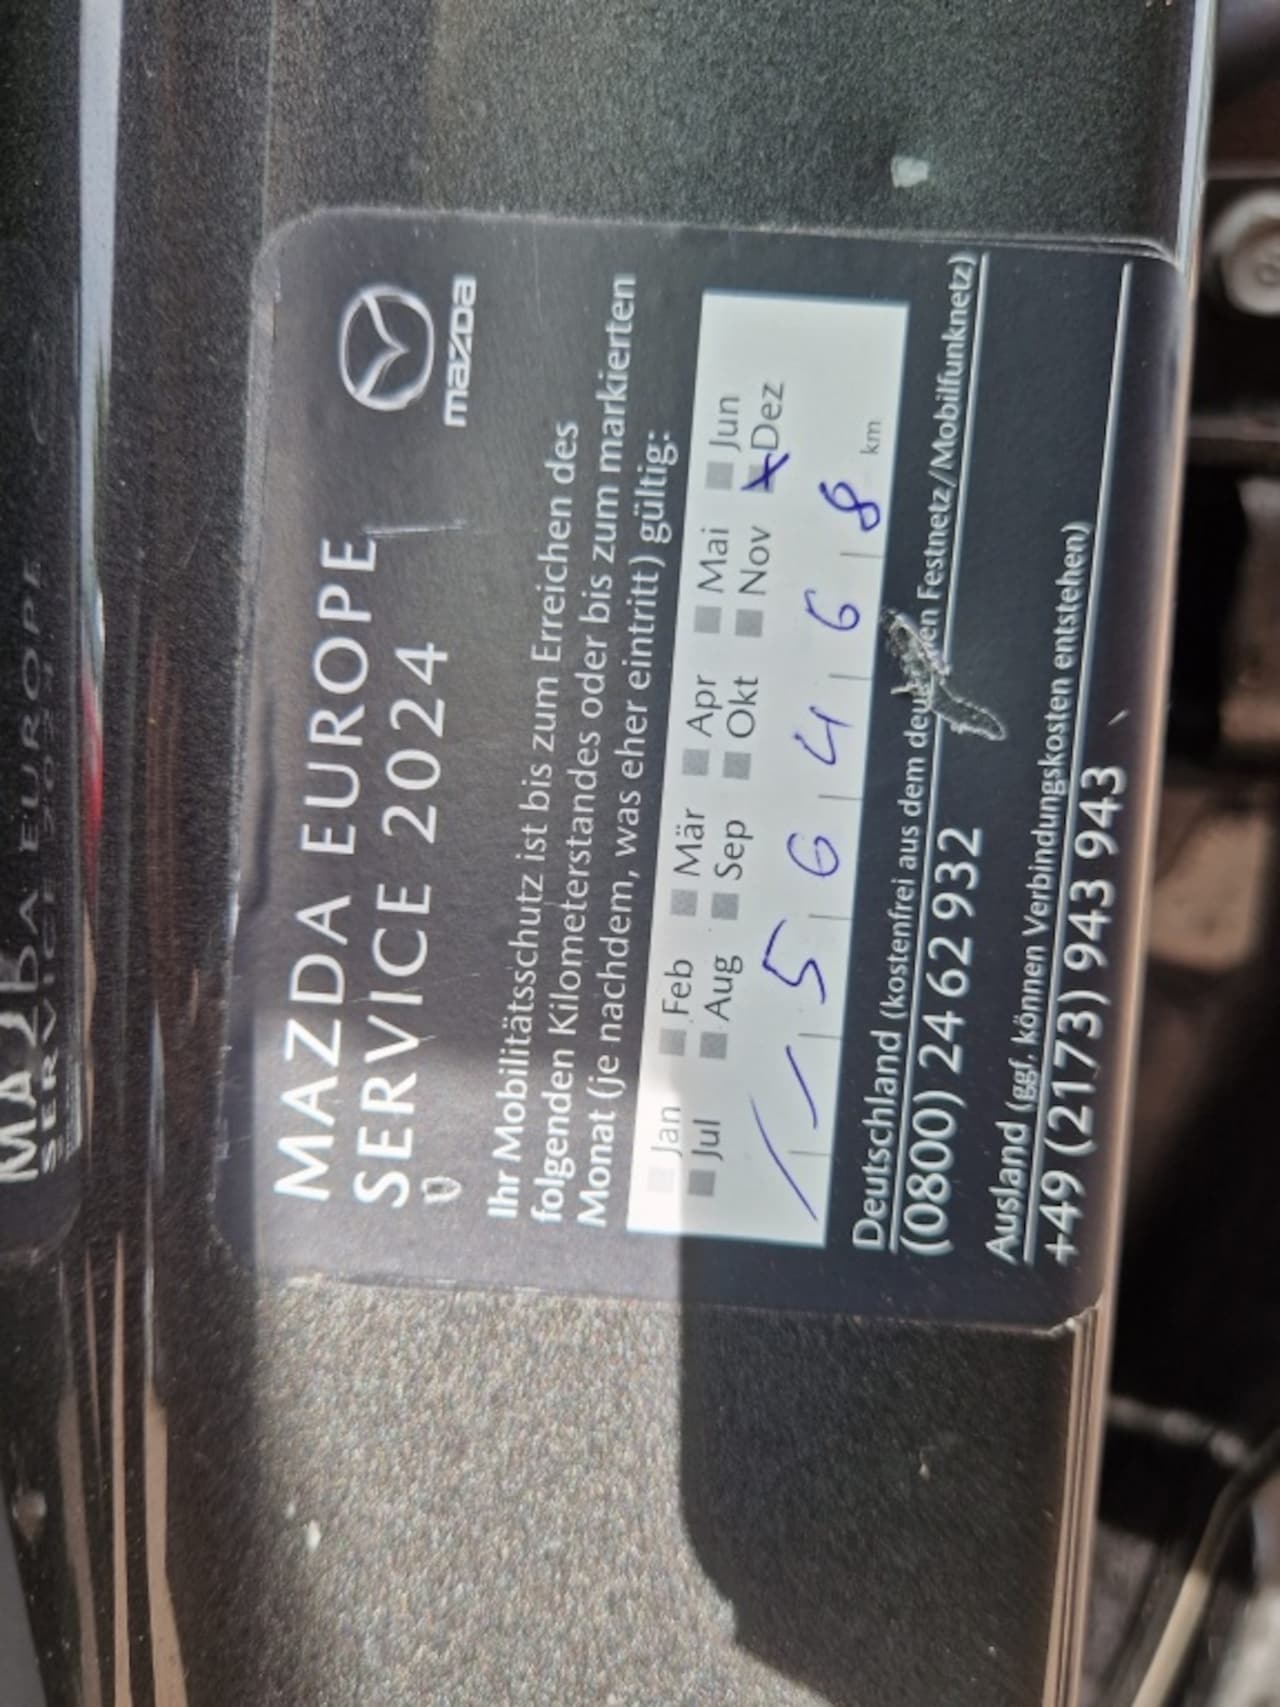 MAZDA EUROPE
SERVICE 2024
mazda
Ihr Mobilitätsschutz ist bis zum Erreichen des
folgenden Kilometerstandes oder bis zum markierten
Monat (je nachdem, was eher eintritt) gültig:
Jan Feb Mär Apr Mai Jun
Jul Aug Sep Okt Nov Dez
5 6 4 6 8 km
Deutschland (kostenfrei aus dem Festnetz/Mobilfunknetz)
(0800) 24 62 932
Ausland (ggf. können Verbindungskosten entstehen)
+49 (2173) 943 943